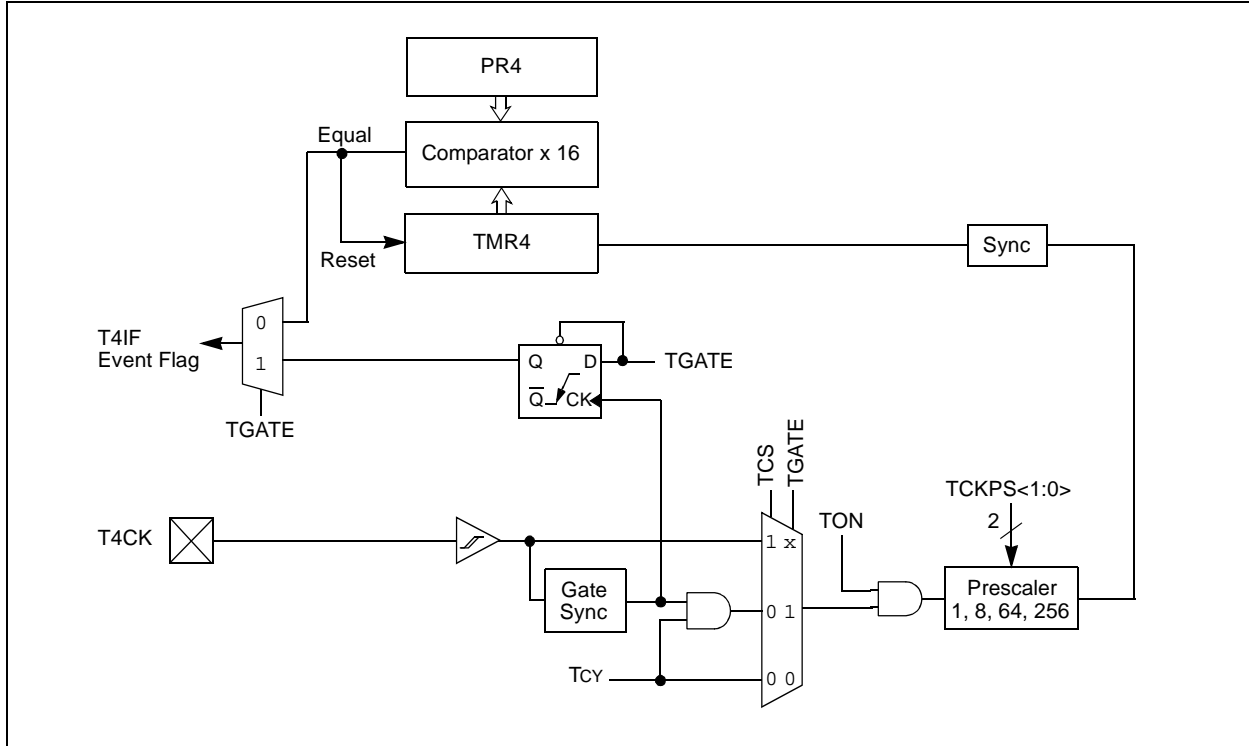 PR4
Equal
Comparator x 16
TMR4
Reset
Sync
T4IF
Event Flag
0
1
TGATE
Q
D
TGATE
Q̅
CK
TCS
TGATE
TCKPS<1:0>
2
TON
T4CK
1 x
Gate
Sync
0 1
Prescaler
1, 8, 64, 256
TCY
0 0